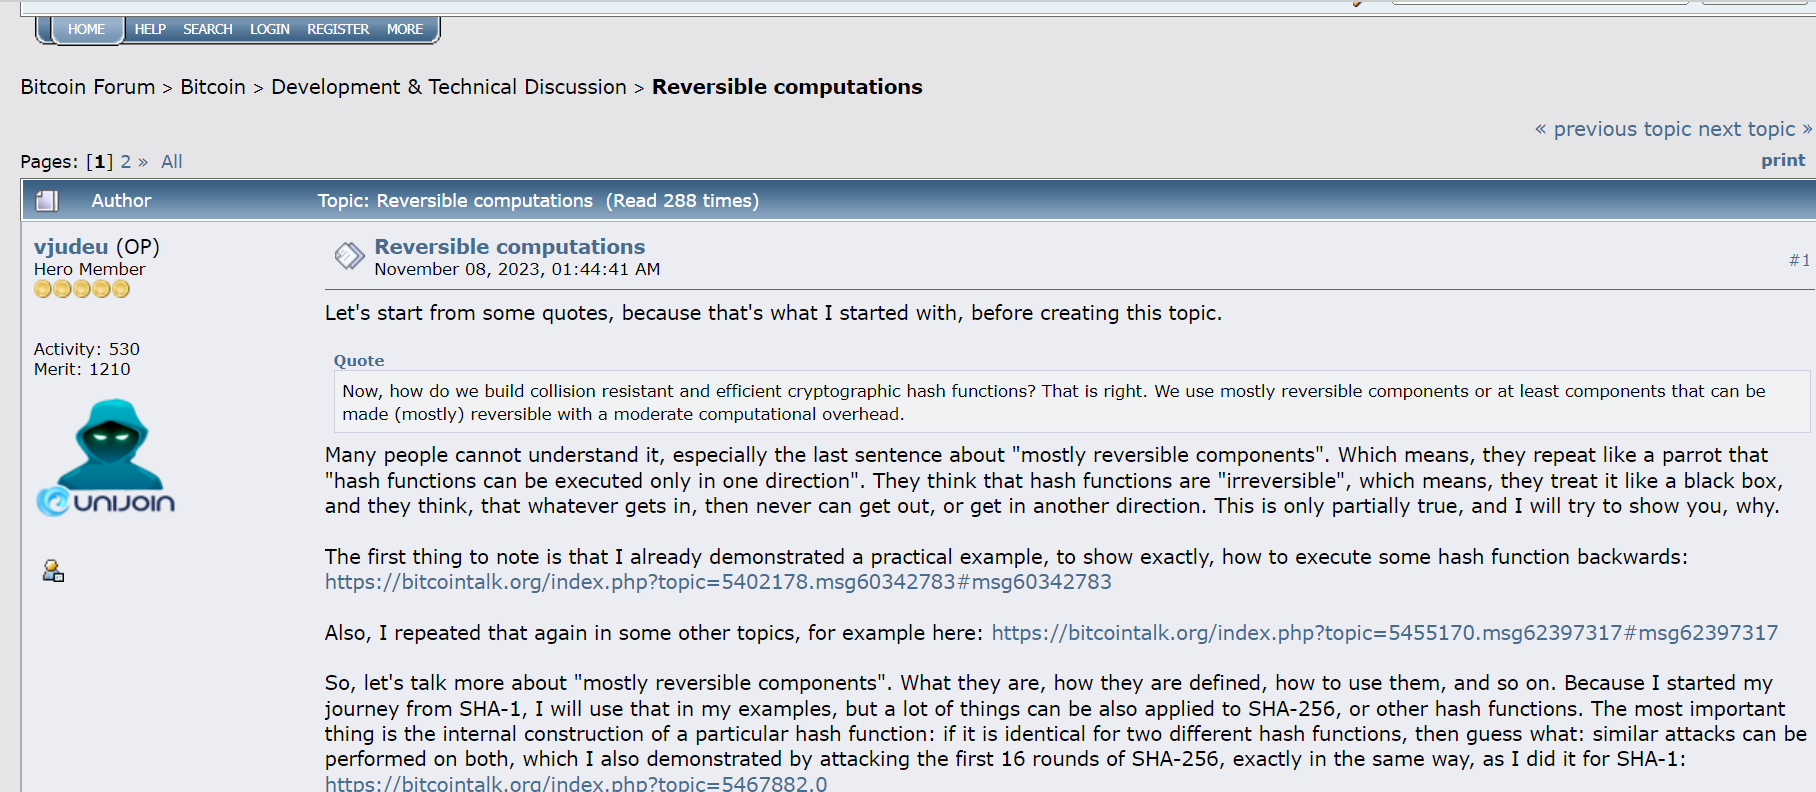 HOME HELP SEARCH LOGIN REGISTER MORE
Bitcoin Forum > Bitcoin > Development & Technical Discussion > Reversible computations
« previous topic next topic »
Pages: [1] 2 » All
print
Author
Topic: Reversible computations (Read 288 times)
vjudeu (OP)
Hero Member
Activity: 530
Merit: 1210
UNIJOIN
Reversible computations
November 08, 2023, 01:44:41 AM
#1
Let's start from some quotes, because that's what I started with, before creating this topic.
Quote
Now, how do we build collision resistant and efficient cryptographic hash functions? That is right. We use mostly reversible components or at least components that can be
made (mostly) reversible with a moderate computational overhead.
Many people cannot understand it, especially the last sentence about "mostly reversible components". Which means, they repeat like a parrot that
"hash functions can be executed only in one direction". They think that hash functions are "irreversible", which means, they treat it like a black box,
and they think, that whatever gets in, then never can get out, or get in another direction. This is only partially true, and I will try to show you, why.
The first thing to note is that I already demonstrated a practical example, to show exactly, how to execute some hash function backwards:
https://bitcointalk.org/index.php?topic=5402178.msg60342783#msg60342783
Also, I repeated that again in some other topics, for example here: https://bitcointalk.org/index.php?topic=5455170.msg62397317#msg62397317
So, let's talk more about "mostly reversible components". What they are, how they are defined, how to use them, and so on. Because I started my
journey from SHA-1, I will use that in my examples, but a lot of things can be also applied to SHA-256, or other hash functions. The most important
thing is the internal construction of a particular hash function: if it is identical for two different hash functions, then guess what: similar attacks can be
performed on both, which I also demonstrated by attacking the first 16 rounds of SHA-256, exactly in the same way, as I did it for SHA-1:
https://bitcointalk.org/index.php?topic=5467882.0